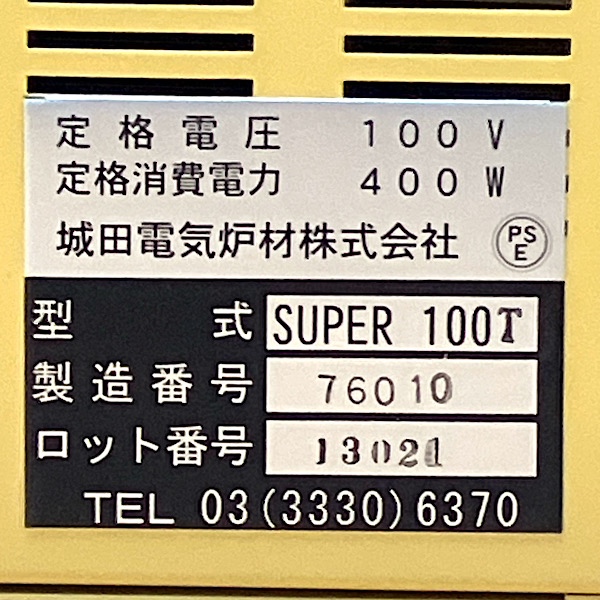 定格電圧 100V
定格消費電力 400W
城田電気炉材株式会社 PSE
型式 SUPER 100T
製造番号 76010
ロット番号 13021
TEL 03(3330)6370